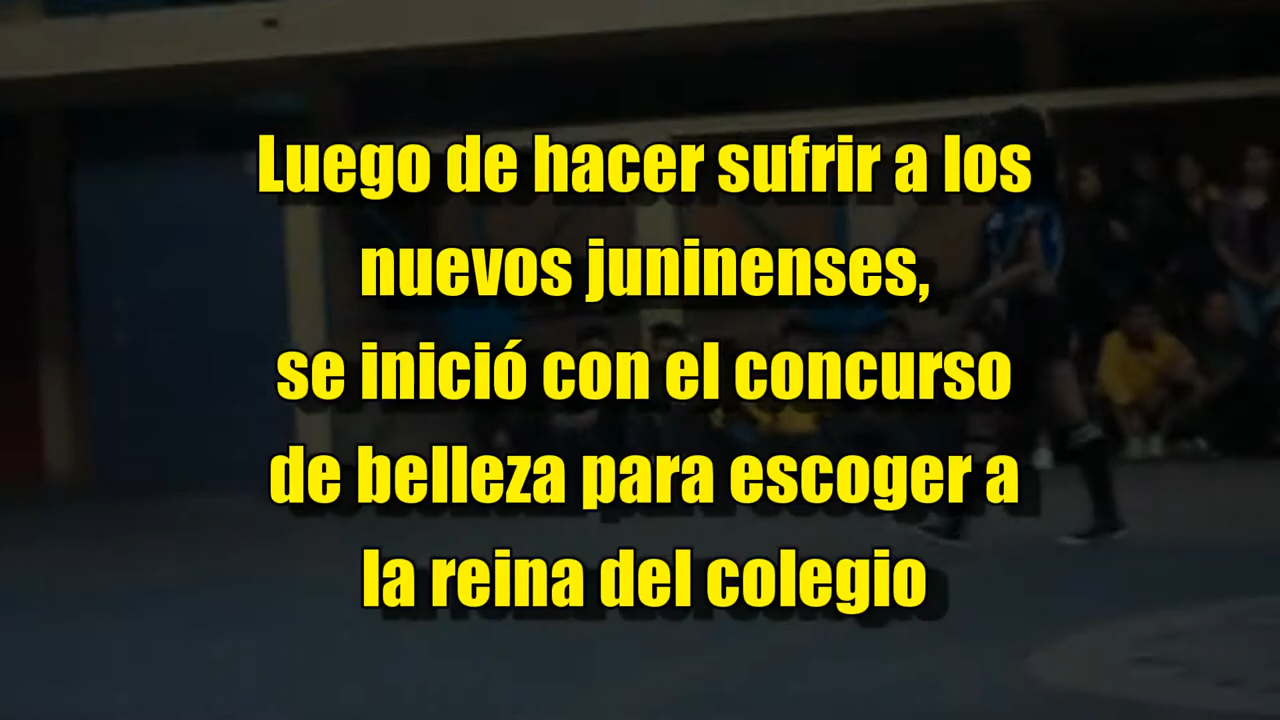 Luego de hacer sufrir a los
nuevos juninenses,
se inició con el concurso
de belleza para escoger a
la reina del colegio